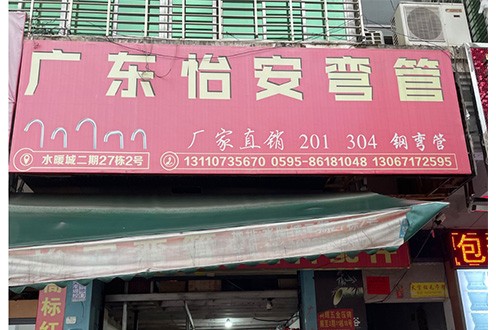 广东怡安弯管
厂家直销 201 304 钢弯管
水暖城二期27栋2号 13110735670 0595-86181048 13067172595
包